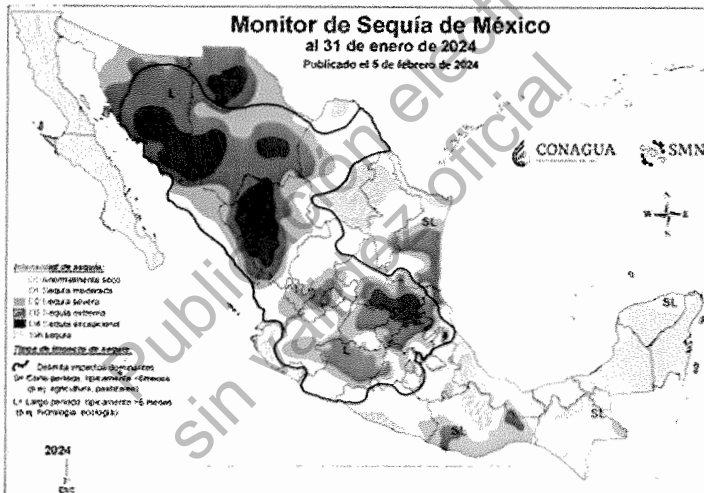 Monitor de Sequía de México
al 31 de enero de 2024
Publicado el 5 de febrero de 2024
Publicación electrónica
sin validez oficial
CONAGUA
SMN
L
SL
N
E
S
SL
SL
L
SL
Intensidad de sequía:
D0 Anormalmente seco
D1 Sequía moderada
D2 Sequía severa
D3 Sequía extrema
D4 Sequía excepcional
Sin sequía
Tipos de impacto de sequía:
Delimita impactos dominantes
S= Corto periodo, típicamente <6 meses
(p.ej. agricultura, pastizales)
L= Largo periodo, típicamente >6 meses
(p.ej. hidrología, ecología)
2024
ENE